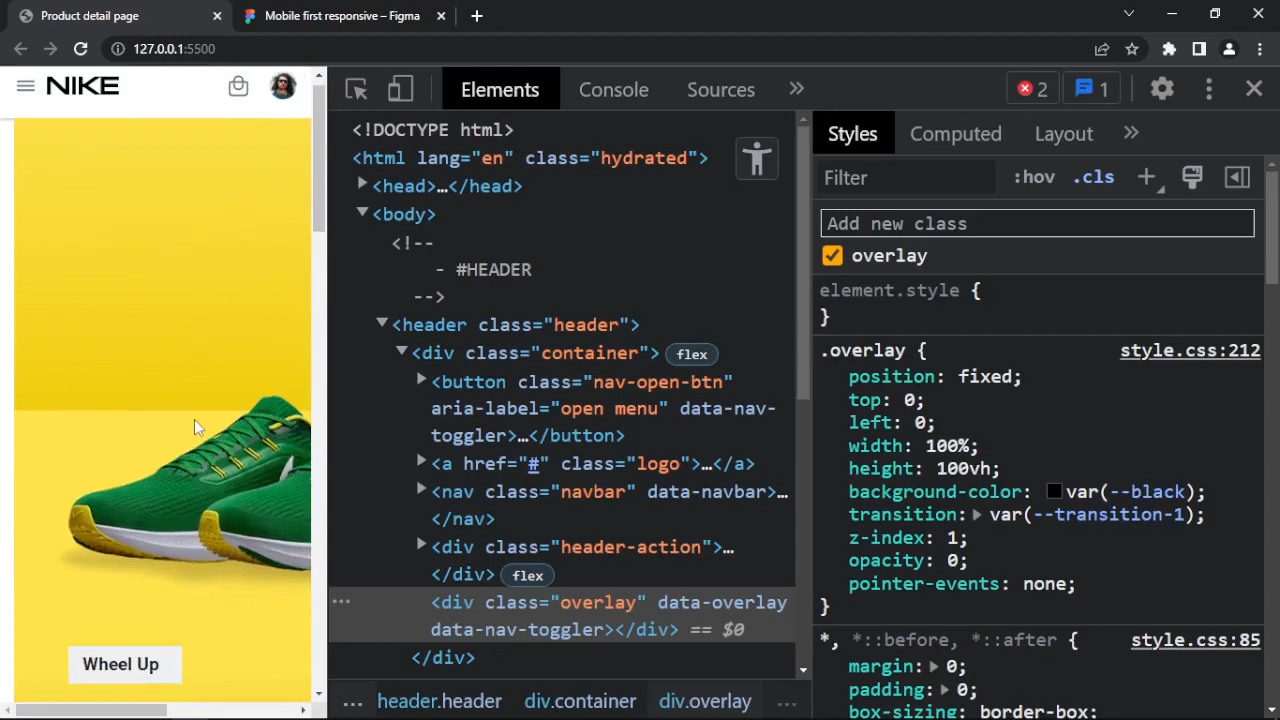 Product detail page
Mobile first responsive – Figma
127.0.0.1:5500
NIKE
Wheel Up
Elements
Console
Sources
2
1
<!DOCTYPE html>
<html lang="en" class="hydrated">
<head>…</head>
<body>
<!--
- #HEADER
-->
<header class="header">
<div class="container"> flex
<button class="nav-open-btn"
aria-label="open menu" data-nav-
toggler>…</button>
<a href="#" class="logo">…</a>
<nav class="navbar" data-navbar>…
</nav>
<div class="header-action">…
</div> flex
<div class="overlay" data-overlay
data-nav-toggler></div> == $0
</div>
… header.header div.container div.overlay …
Styles
Computed
Layout
Filter
:hov .cls
Add new class
overlay
element.style {
}
.overlay { style.css:212
position: fixed;
top: 0;
left: 0;
width: 100%;
height: 100vh;
background-color: var(--black);
transition: var(--transition-1);
z-index: 1;
opacity: 0;
pointer-events: none;
}
*, *::before, *::after { style.css:85
margin: 0;
padding: 0;
box-sizing: border-box;